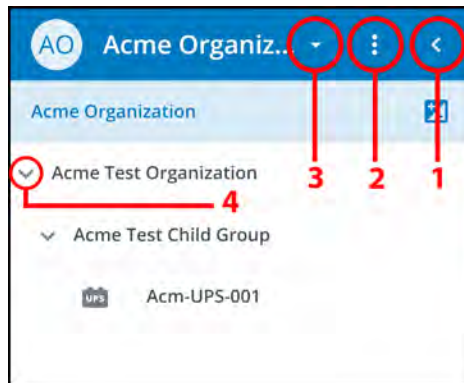 AO Acme Organiz...
Acme Organization
Acme Test Organization
3 2 1
4
Acme Test Child Group
UPS Acm-UPS-001